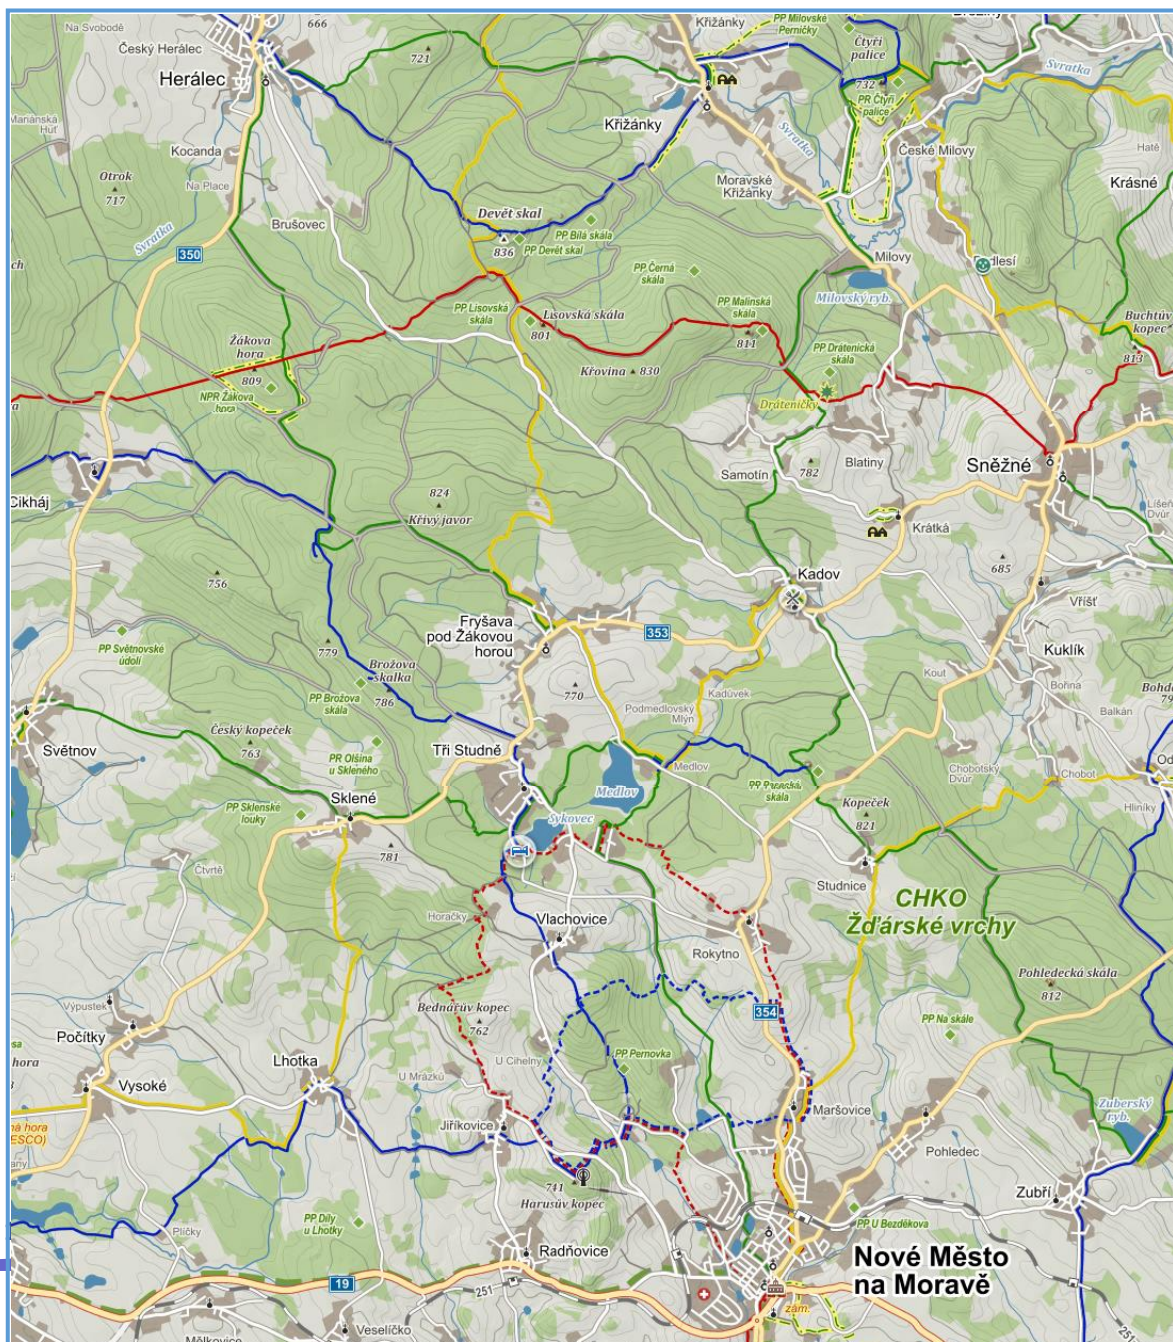 Na Svobodě
666
Křižánky
PP Milovské
Perničky
Český Herálec
721
Čtyři
palice
Svratka
Herálec
732
PR Čtyři
palice
Křižánky
Kocanda
Svratka
České Milovy
Hatě
Otrok
717
Na Place
Moravské
Křižánky
Krásné
Brušovec
Devět skal
836
PP Bílá skála
PP Devět skal
Svratka
350
PP Černá
skála
Milovy
Milovský ryb.
PP Lisovská
skála
Lisovská skála
801
PP Malinská
skála
811
Buchtův
kopec
813
Žákova
hora
809
Křovina 830
PP Drátenická
skála
NPR Žákova
hora
Dráteničky
Cikháj
Samotín
782
Blatiny
Sněžné
824
Křivý javor
Krátká
685
756
Kadov
Vříšť
Fryšava
pod Žákovou
horou
353
Kuklík
PP Světnovské
údolí
779
Brožova
skalka
786
770
Kadůvek
Kout
Bořina
PP Brožova
skála
Podmedlovský
Mlýn
Balkán
Světnov
Český kopeček
763
PR Olšina
u Skleného
Tři Studně
Medlov
Medlov
Chobotský
Dvůr
Chobot
Sklené
skála
Kopeček
821
Hliníky
PP Sklenské
louky
Sykovec
781
Čtvrtě
Studnice
CHKO
Žďárské vrchy
Horačky
Vlachovice
Rokytno
Pohledecká skála
812
Výpustek
Bednářův kopec
762
354
PP Na skále
Počítky
Lhotka
U Cihelny
PP Pernovka
Vysoké
U Mrázků
Maršovice
Zuberský
ryb.
Jiříkovice
Pohledec
741
Harusův kopec
Zubří
PP Díly
u Lhotky
Plíčky
PP U Bezděkova
Radňovice
Nové Město
na Moravě
19
251
zám.
Veselíčko
Mělkovice
251